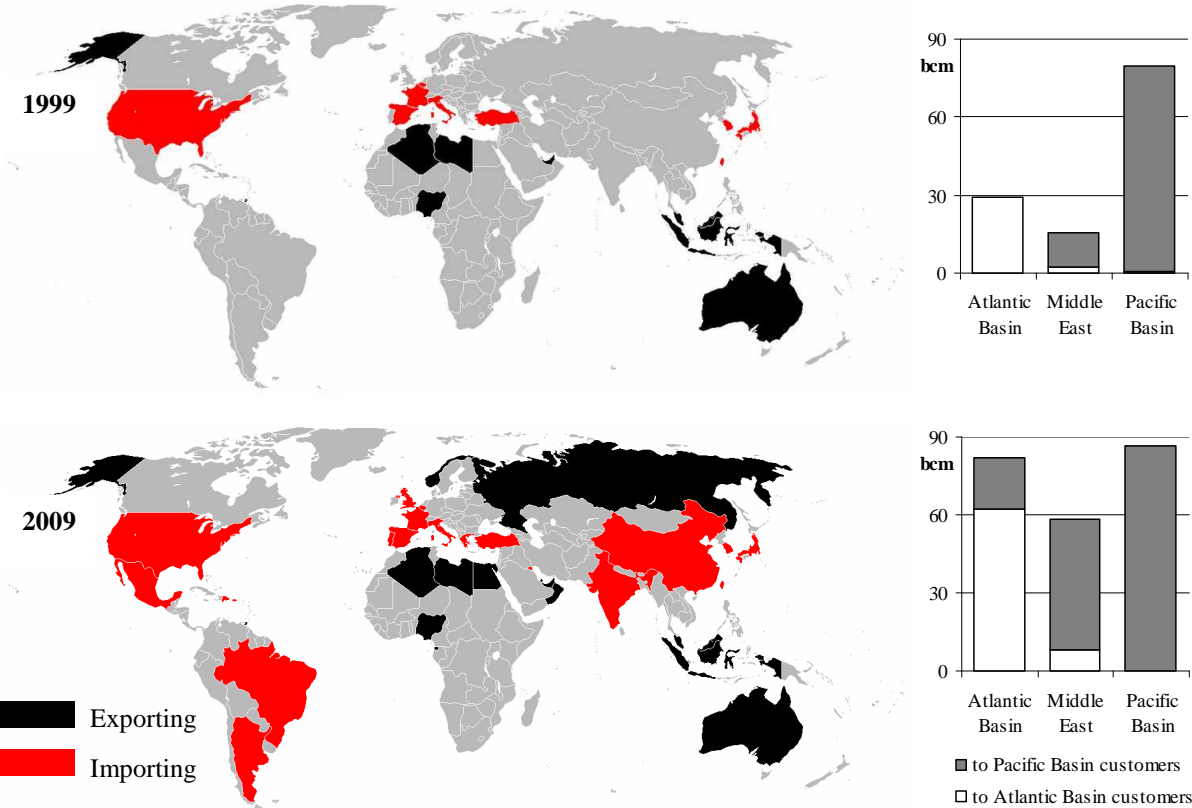 1999
90
bcm
60
30
0
Atlantic Basin
Middle East
Pacific Basin
2009
Exporting
Importing
90
bcm
60
30
0
Atlantic Basin
Middle East
Pacific Basin
to Pacific Basin customers
to Atlantic Basin customers